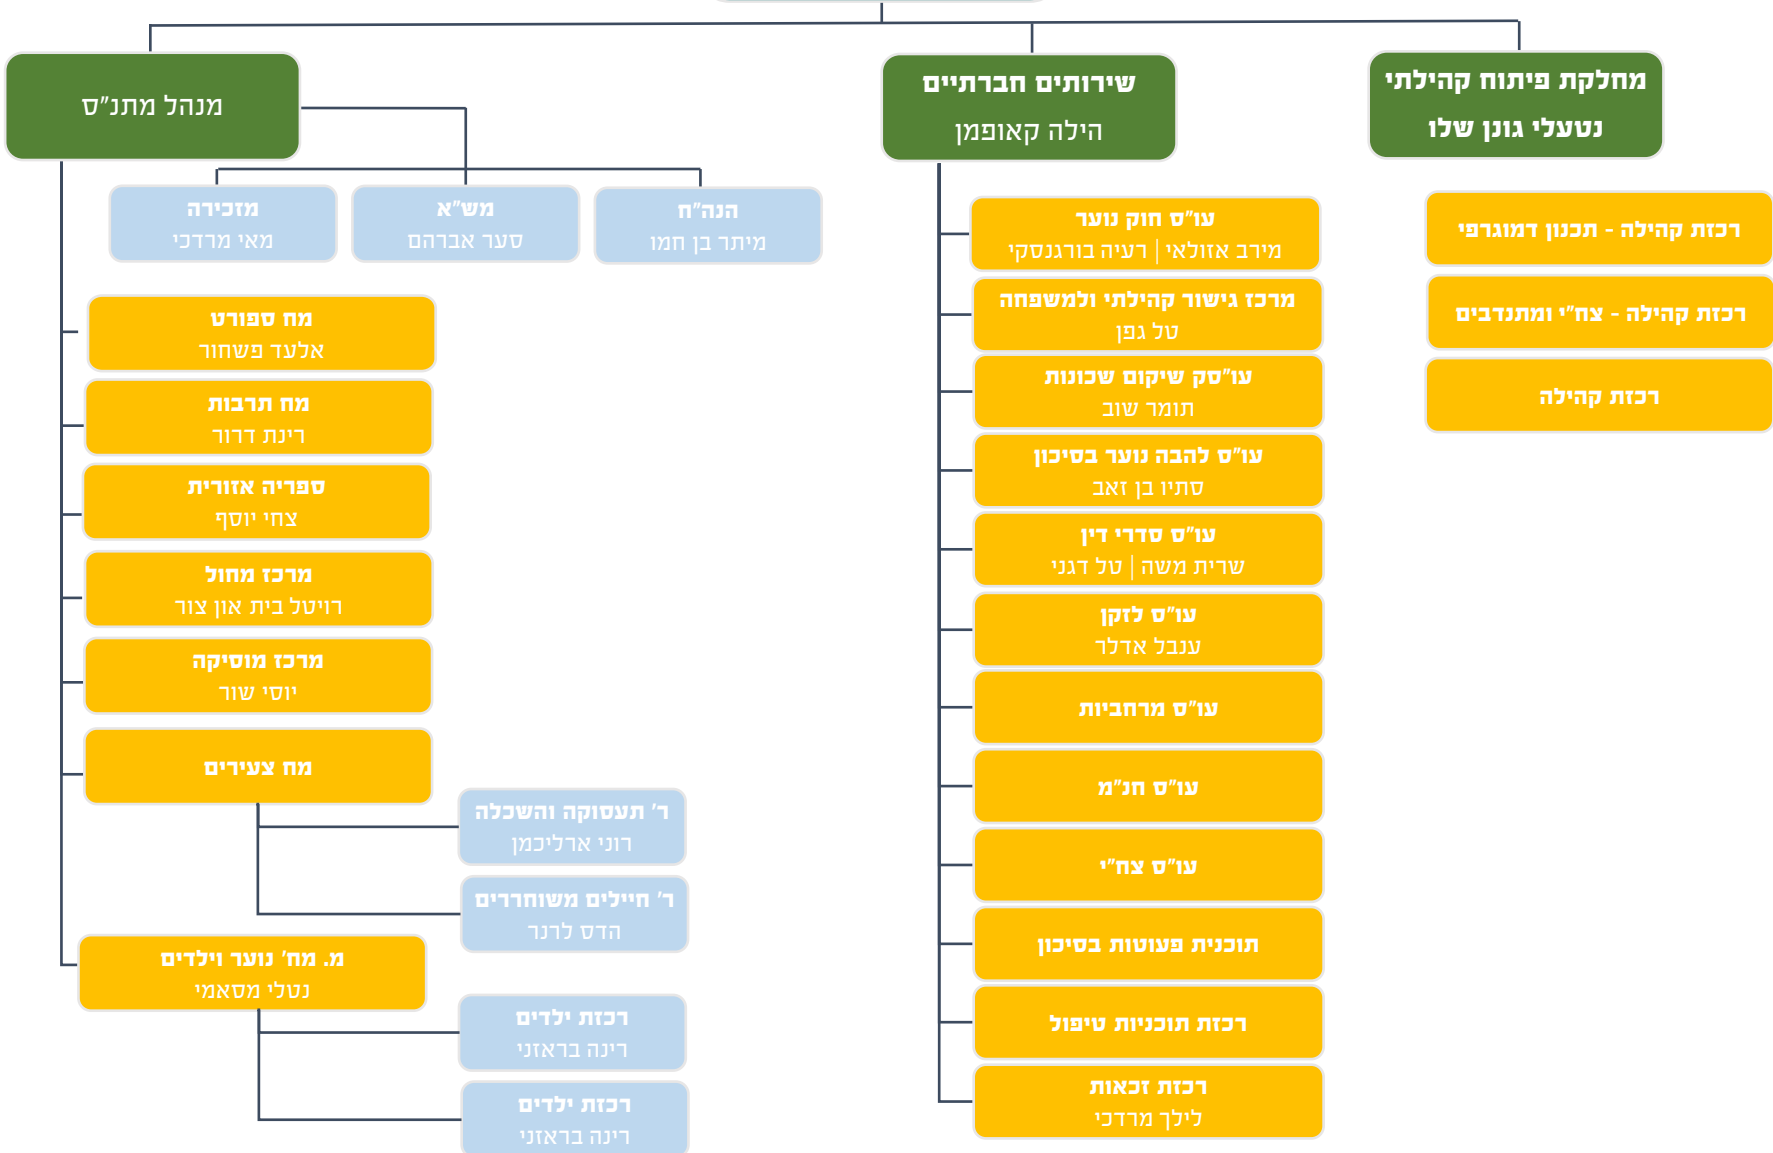 מחלקת פיתוח קהילתי
נטעלי גונן שלו
רכזת קהילה - תכנון דמוגרפי
רכזת קהילה - צח"י ומתנדבים
רכזת קהילה
שירותים חברתיים
הילה קאופמן
עו"ס חוק נוער
מירב אזולאי | רעיה בורגנסקי
מרכז גישור קהילתי ולמשפחה
טל גפן
עו"סק שיקום שכונות
תומר שוב
עו"ס להבה נוער בסיכון
סתיו בן זאב
עו"ס סדרי דין
שרית משה | טל דגני
עו"ס לזקן
ענבל אדלר
עו"ס מרחביות
עו"ס חנ"מ
עו"ס צח"י
תוכנית פעוטות בסיכון
רכזת תוכניות טיפול
רכזת זכאות
לילך מרדכי
מנהל מתנ"ס
הנה"ח
מיתר בן חמו
מש"א
סער אברהם
מזכירה
מאי מרדכי
מח ספורט
אלעד פשחור
מח תרבות
רינת דרור
ספריה אזורית
צחי יוסף
מרכז מחול
רויטל בית און צור
מרכז מוסיקה
יוסי שור
מח צעירים
ר' תעסוקה והשכלה
רוני ארליכמן
ר' חיילים משוחררים
הדס לרנר
מ. מח' נוער וילדים
נטלי מסאמי
רכזת ילדים
רינה בראזני
רכזת ילדים
רינה בראזני